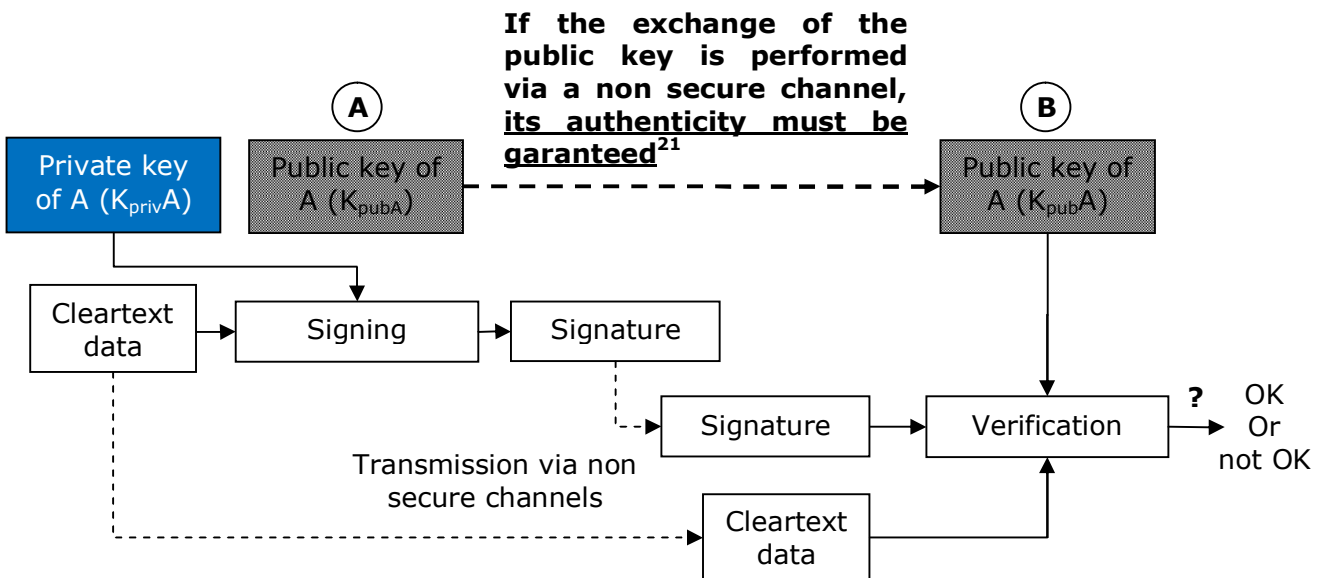 If the exchange of the
public key is performed
via a non secure channel,
its authenticity must be
garanteed21
A
B
Private key
of A (KprivA)
Public key of
A (KpubA)
Public key of
A (KpubA)
Cleartext
data
Signing
Signature
Signature
Verification
?
OK
Or
not OK
Transmission via non
secure channels
Cleartext
data